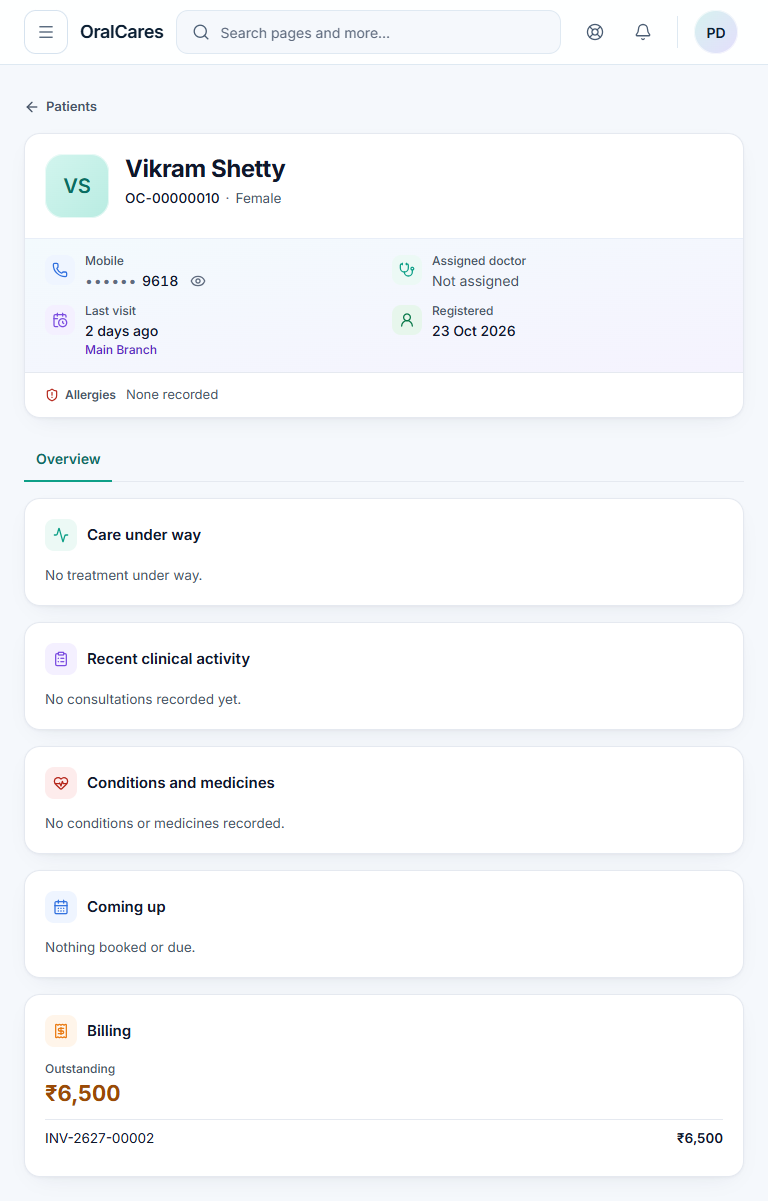 OralCares
Search pages and more...
PD
Patients
VS
Vikram Shetty
OC-00000010 · Female
Mobile
•••••• 9618
Assigned doctor
Not assigned
Last visit
2 days ago
Main Branch
Registered
23 Oct 2026
Allergies None recorded
Overview
Care under way
No treatment under way.
Recent clinical activity
No consultations recorded yet.
Conditions and medicines
No conditions or medicines recorded.
Coming up
Nothing booked or due.
Billing
Outstanding
₹6,500
INV-2627-00002 ₹6,500